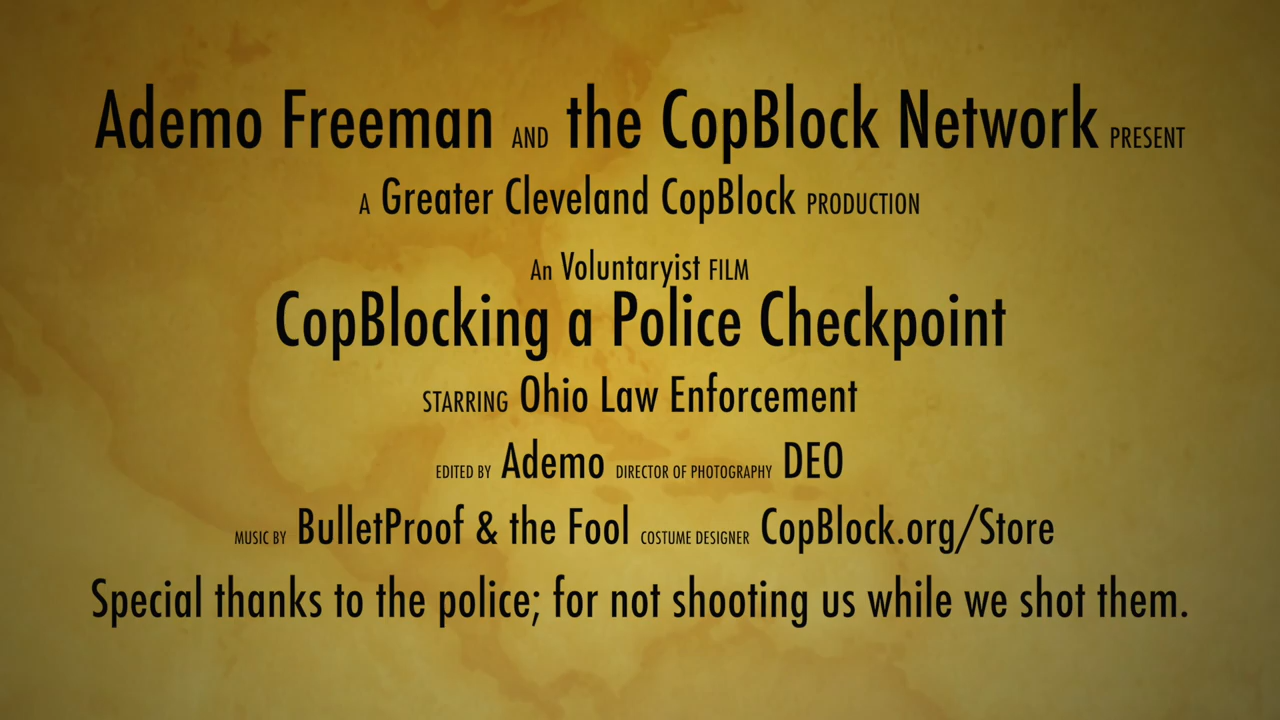 Ademo Freeman AND the CopBlock Network PRESENT
A Greater Cleveland CopBlock PRODUCTION
An Voluntaryist FILM
CopBlocking a Police Checkpoint
STARRING Ohio Law Enforcement
EDITED BY Ademo DIRECTOR OF PHOTOGRAPHY DEO
MUSIC BY BulletProof & the Fool COSTUME DESIGNER CopBlock.org/Store
Special thanks to the police; for not shooting us while we shot them.